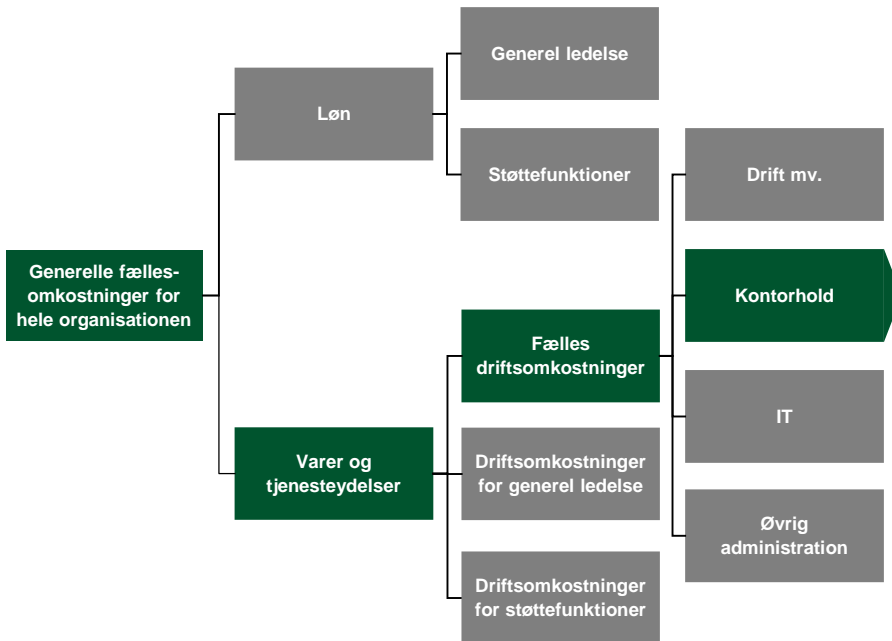 Generelle fælles-
omkostninger for
hele organisationen
Løn
Varer og
tjenesteydelser
Generel ledelse
Støttefunktioner
Fælles
driftsomkostninger
Driftsomkostninger
for generel ledelse
Driftsomkostninger
for støttefunktioner
Drift mv.
Kontorhold
IT
Øvrig
administration